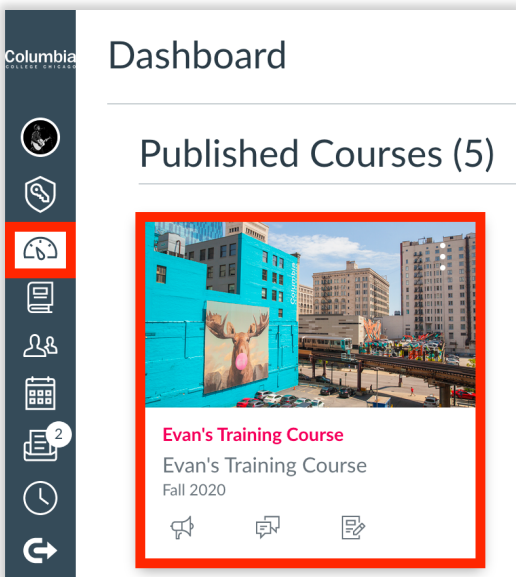 Columbia
COLLEGE CHICAGO
Dashboard
Published Courses (5)
Columbia
Evan's Training Course
Evan's Training Course
Fall 2020
2